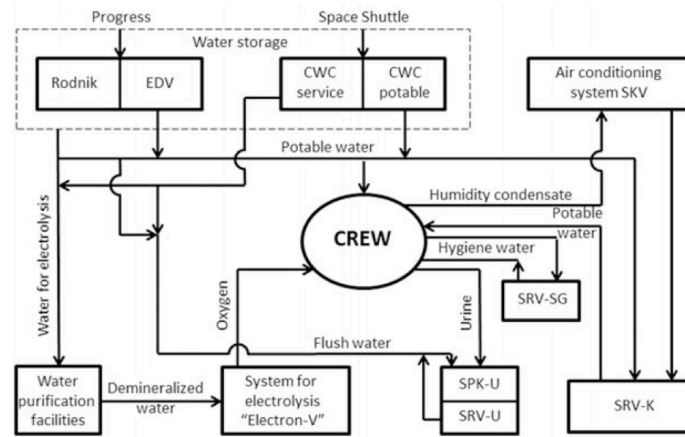 Progress
Space Shuttle
Water storage
Rodnik
EDV
CWC
service
CWC
potable
Air conditioning
system SKV
Potable water
Humidity condensate
Potable
water
CREW
Hygiene water
SRV-SG
Water for electrolysis
Oxygen
Urine
Flush water
Water
purification
facilities
Demineralized
water
System for
electrolysis
"Electron-V"
SPK-U
SRV-U
SRV-K